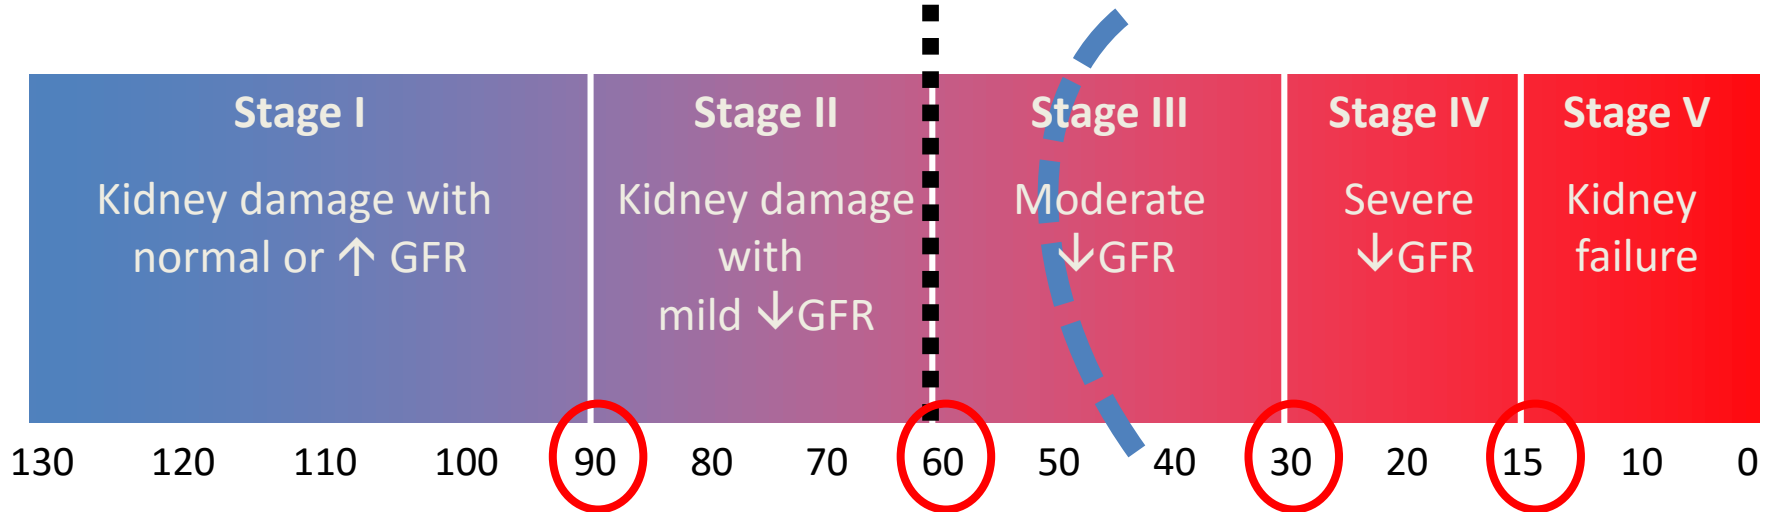 Stage I
Kidney damage with
normal or ↑ GFR
Stage II
Kidney damage
with
mild ↓GFR
Stage III
Moderate
↓GFR
Stage IV
Severe
↓GFR
Stage V
Kidney
failure
130 120 110 100 90 80 70 60 50 40 30 20 15 10 0